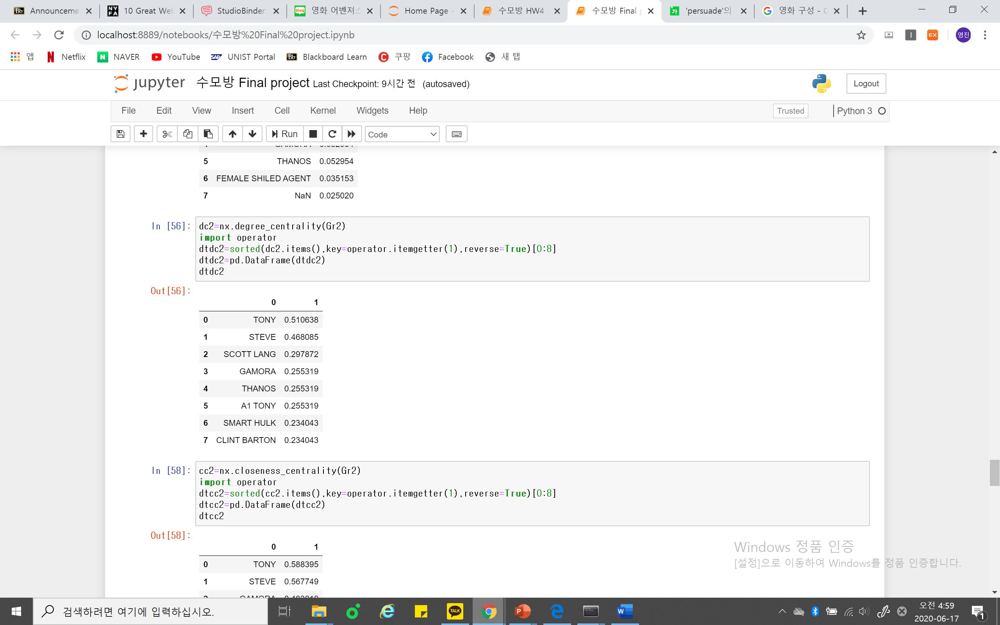 Announceme
10 Great Web
StudioBinder
영화 어벤져스
Home Page -
수모방 HW4
수모방 Final p
'persuade'의
영화 구성 - G
localhost:8889/notebooks/수모방%20Final%20project.ipynb
영진
앱
Netflix
NAVER
YouTube
UNIST Portal
Blackboard Learn
쿠팡
Facebook
새 탭
jupyter 수모방 Final project Last Checkpoint: 9시간 전 (autosaved)
Logout
File Edit View Insert Cell Kernel Widgets Help
Trusted
Python 3
Run
Code
5 THANOS 0.052954
6 FEMALE SHILED AGENT 0.035153
7 NaN 0.025020
In [56]:
dc2=nx.degree_centrality(Gr2)
import operator
dtdc2=sorted(dc2.items(),key=operator.itemgetter(1),reverse=True)[0:8]
dtdc2=pd.DataFrame(dtdc2)
dtdc2
Out[56]:
0 1
0 TONY 0.510638
1 STEVE 0.468085
2 SCOTT LANG 0.297872
3 GAMORA 0.255319
4 THANOS 0.255319
5 A1 TONY 0.255319
6 SMART HULK 0.234043
7 CLINT BARTON 0.234043
In [58]:
cc2=nx.closeness_centrality(Gr2)
import operator
dtcc2=sorted(cc2.items(),key=operator.itemgetter(1),reverse=True)[0:8]
dtcc2=pd.DataFrame(dtcc2)
dtcc2
Out[58]:
0 1
0 TONY 0.588395
1 STEVE 0.567749
Windows 정품 인증
[설정]으로 이동하여 Windows를 정품 인증합니다.
검색하려면 여기에 입력하십시오.
오전 4:59
2020-06-17